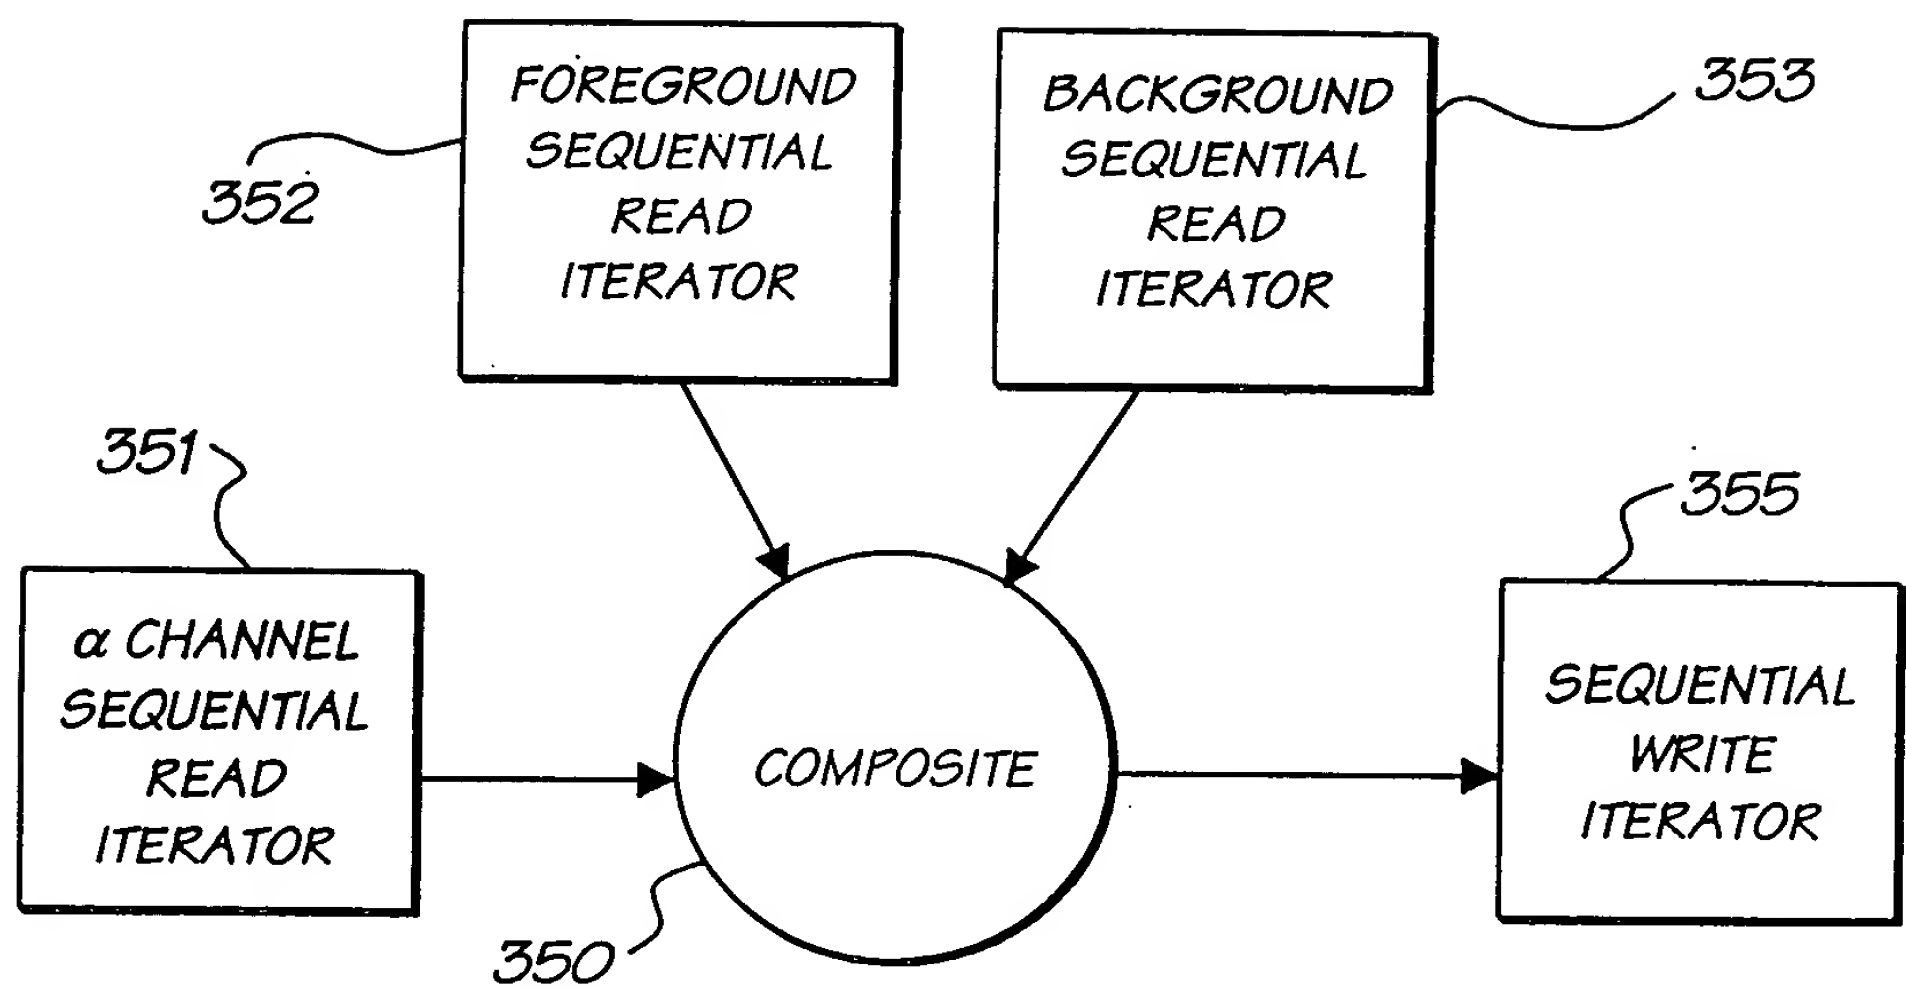 FOREGROUND
SEQUENTIAL
READ
ITERATOR
352
BACKGROUND
SEQUENTIAL
READ
ITERATOR
353
351
α CHANNEL
SEQUENTIAL
READ
ITERATOR
COMPOSITE
350
355
SEQUENTIAL
WRITE
ITERATOR